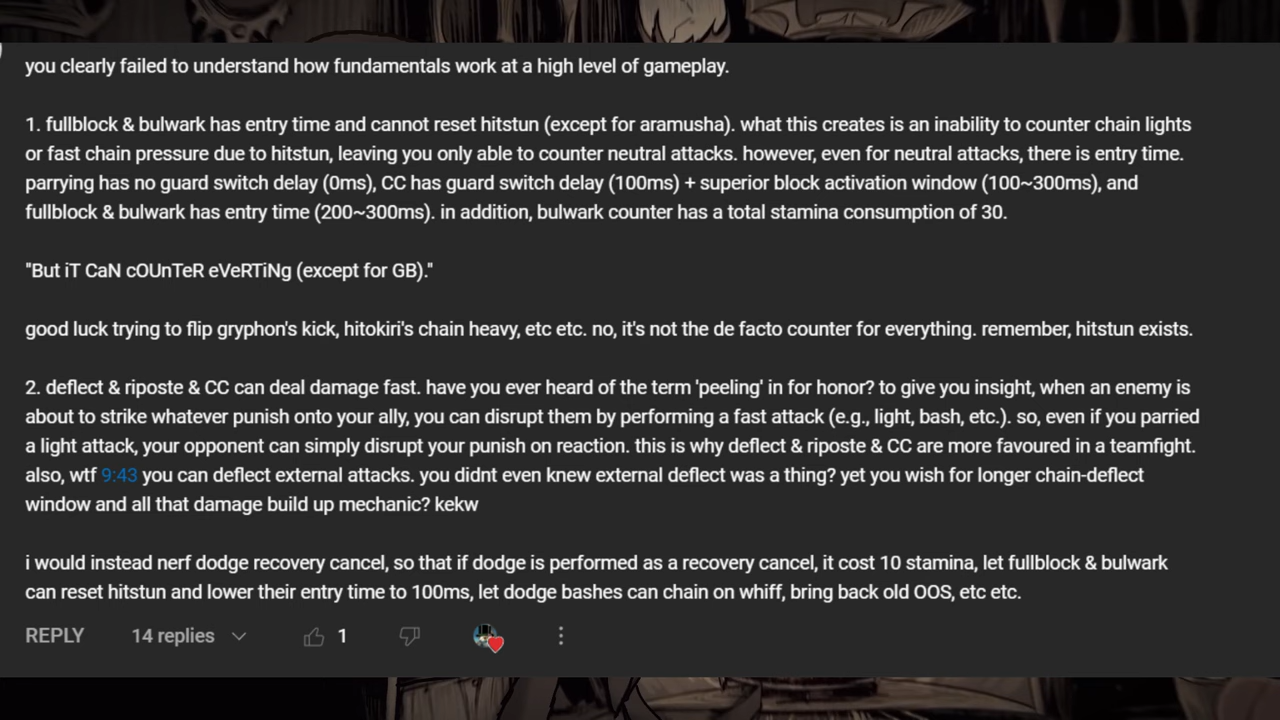 you clearly failed to understand how fundamentals work at a high level of gameplay.
1. fullblock & bulwark has entry time and cannot reset hitstun (except for aramusha). what this creates is an inability to counter chain lights
or fast chain pressure due to hitstun, leaving you only able to counter neutral attacks. however, even for neutral attacks, there is entry time.
parrying has no guard switch delay (0ms), CC has guard switch delay (100ms) + superior block activation window (100~300ms), and
fullblock & bulwark has entry time (200~300ms). in addition, bulwark counter has a total stamina consumption of 30.
"But iT CaN cOUnTeR eVeRTiNg (except for GB)."
good luck trying to flip gryphon's kick, hitokiri's chain heavy, etc etc. no, it's not the de facto counter for everything. remember, hitstun exists.
2. deflect & riposte & CC can deal damage fast. have you ever heard of the term 'peeling' in for honor? to give you insight, when an enemy is
about to strike whatever punish onto your ally, you can disrupt them by performing a fast attack (e.g., light, bash, etc.). so, even if you parried
a light attack, your opponent can simply disrupt your punish on reaction. this is why deflect & riposte & CC are more favoured in a teamfight.
also, wtf 9:43 you can deflect external attacks. you didnt even knew external deflect was a thing? yet you wish for longer chain-deflect
window and all that damage build up mechanic? kekw
i would instead nerf dodge recovery cancel, so that if dodge is performed as a recovery cancel, it cost 10 stamina, let fullblock & bulwark
can reset hitstun and lower their entry time to 100ms, let dodge bashes can chain on whiff, bring back old OOS, etc etc.
REPLY 14 replies 1